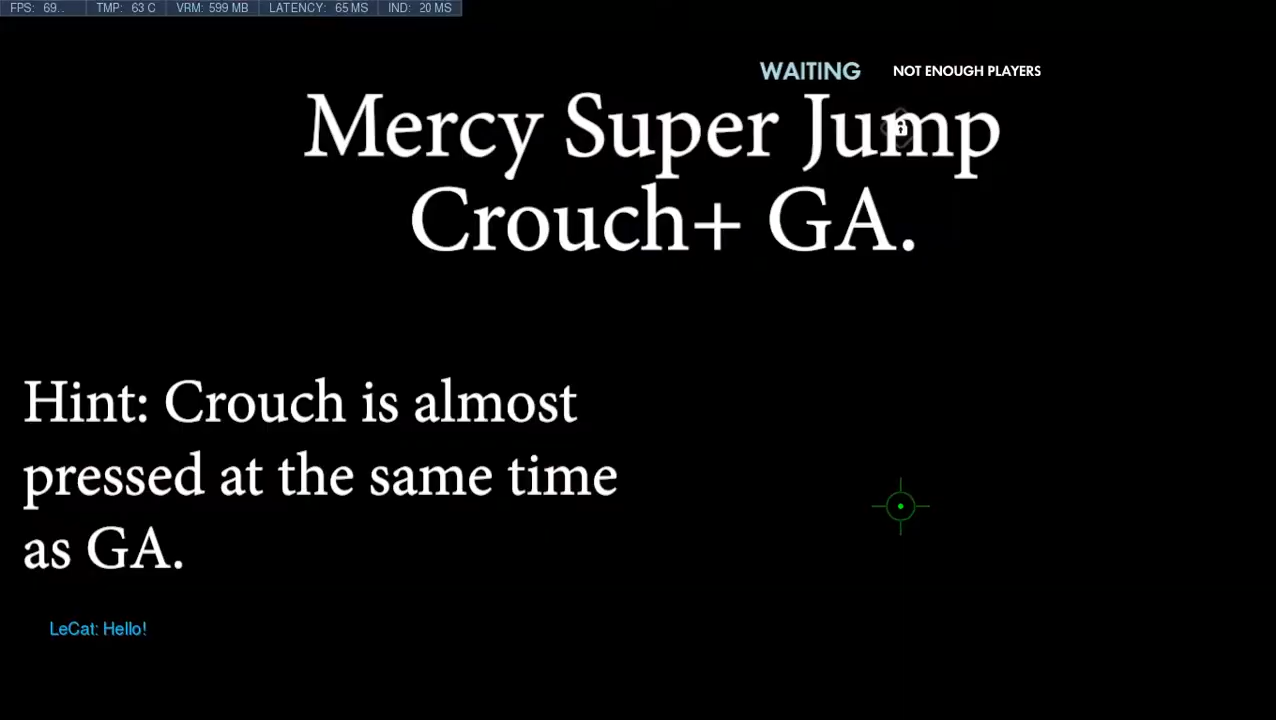 FPS: 69.. TMP: 63 C VRM: 599 MB LATENCY: 65 MS IND: 20 MS
WAITING NOT ENOUGH PLAYERS
Mercy Super Jump
Crouch+ GA.
Hint: Crouch is almost
pressed at the same time
as GA.
LeCat: Hello!